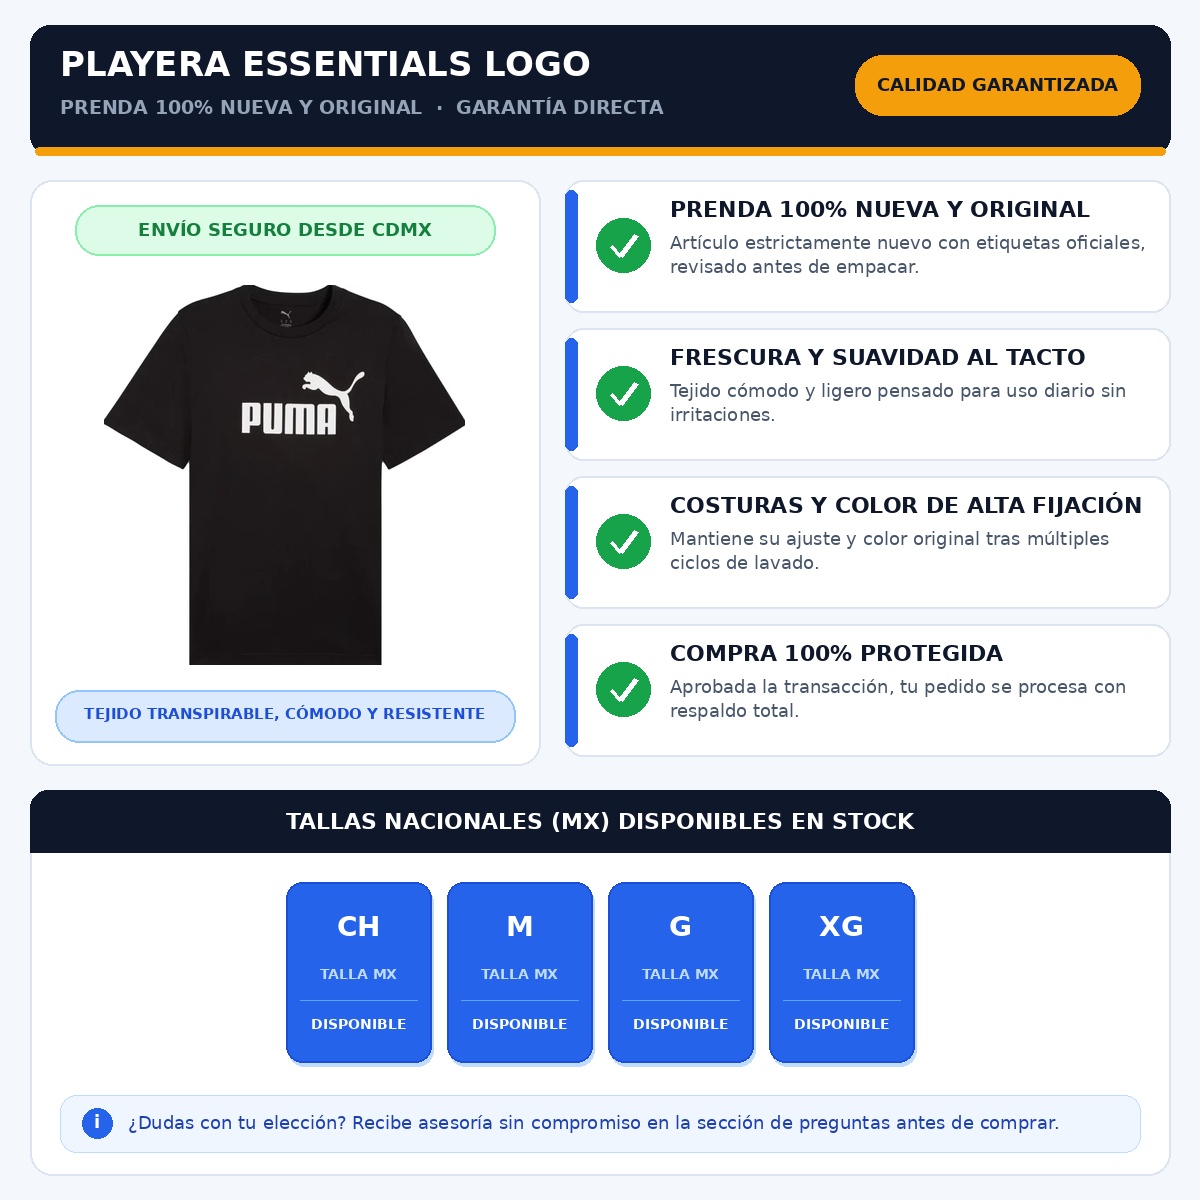 PLAYERA ESSENTIALS LOGO
PRENDA 100% NUEVA Y ORIGINAL · GARANTÍA DIRECTA
CALIDAD GARANTIZADA
ENVÍO SEGURO DESDE CDMX
PUMA
TEJIDO TRANSPIRABLE, CÓMODO Y RESISTENTE
PRENDA 100% NUEVA Y ORIGINAL
Artículo estrictamente nuevo con etiquetas oficiales,
revisado antes de empacar.
FRESCURA Y SUAVIDAD AL TACTO
Tejido cómodo y ligero pensado para uso diario sin
irritaciones.
COSTURAS Y COLOR DE ALTA FIJACIÓN
Mantiene su ajuste y color original tras múltiples
ciclos de lavado.
COMPRA 100% PROTEGIDA
Aprobada la transacción, tu pedido se procesa con
respaldo total.
TALLAS NACIONALES (MX) DISPONIBLES EN STOCK
CH
TALLA MX
DISPONIBLE
M
TALLA MX
DISPONIBLE
G
TALLA MX
DISPONIBLE
XG
TALLA MX
DISPONIBLE
i
¿Dudas con tu elección? Recibe asesoría sin compromiso en la sección de preguntas antes de comprar.